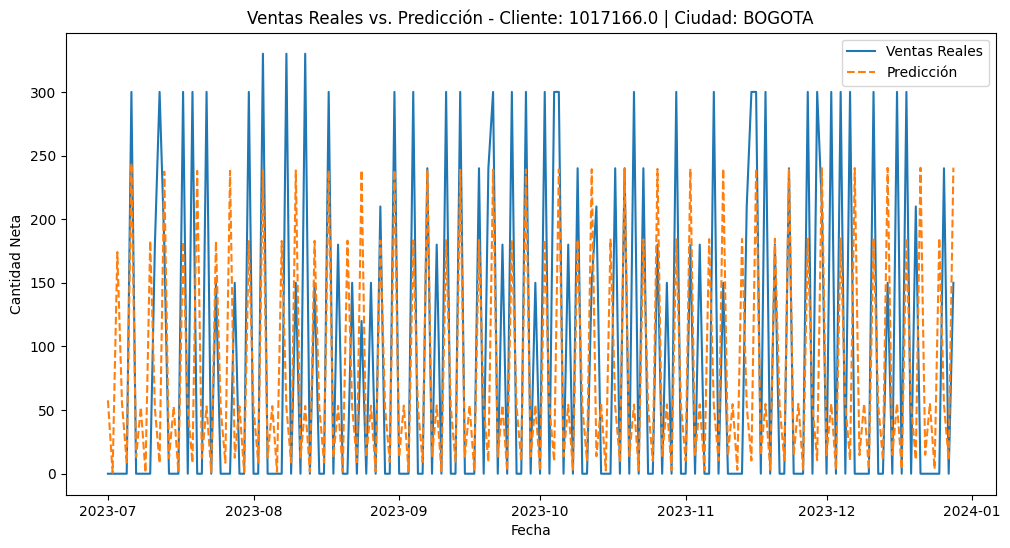 Ventas Reales vs. Predicción - Cliente: 1017166.0 | Ciudad: BOGOTA
Ventas Reales
Predicción
Cantidad Neta
300
250
200
150
100
50
0
2023-07
2023-08
2023-09
2023-10
2023-11
2023-12
2024-01
Fecha